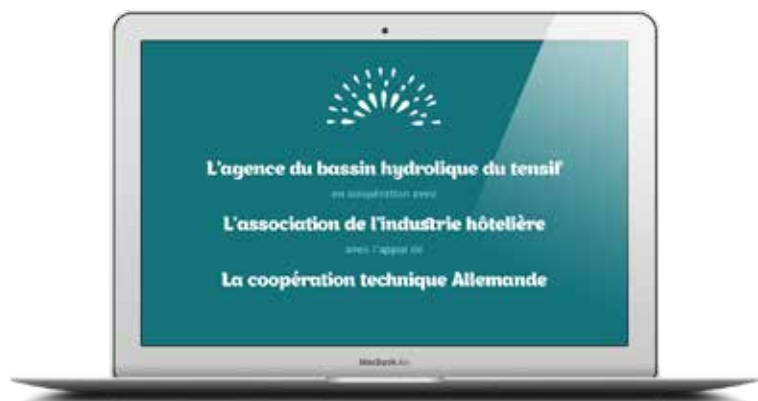 L'agence du bassin hydrolique du tensif
en coopération avec
L'association de l'industrie hôtelière
avec l'appui de
La coopération technique Allemande
MacBook Air